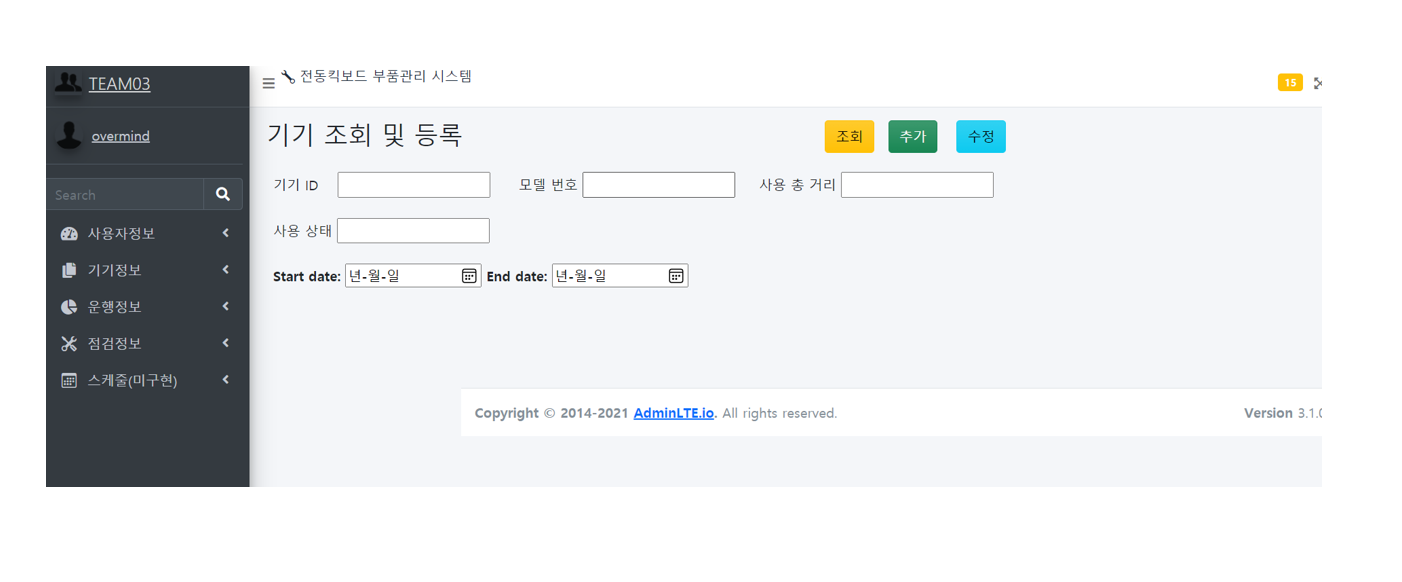 TEAM03
전동킥보드 부품관리 시스템
15
overmind
기기 조회 및 등록
조회 추가 수정
Search
기기 ID 모델 번호 사용 총 거리
사용 상태
Start date: 년-월-일 End date: 년-월-일
사용자정보
기기정보
운행정보
점검정보
스케줄(미구현)
Copyright © 2014-2021 AdminLTE.io. All rights reserved.
Version 3.1.0